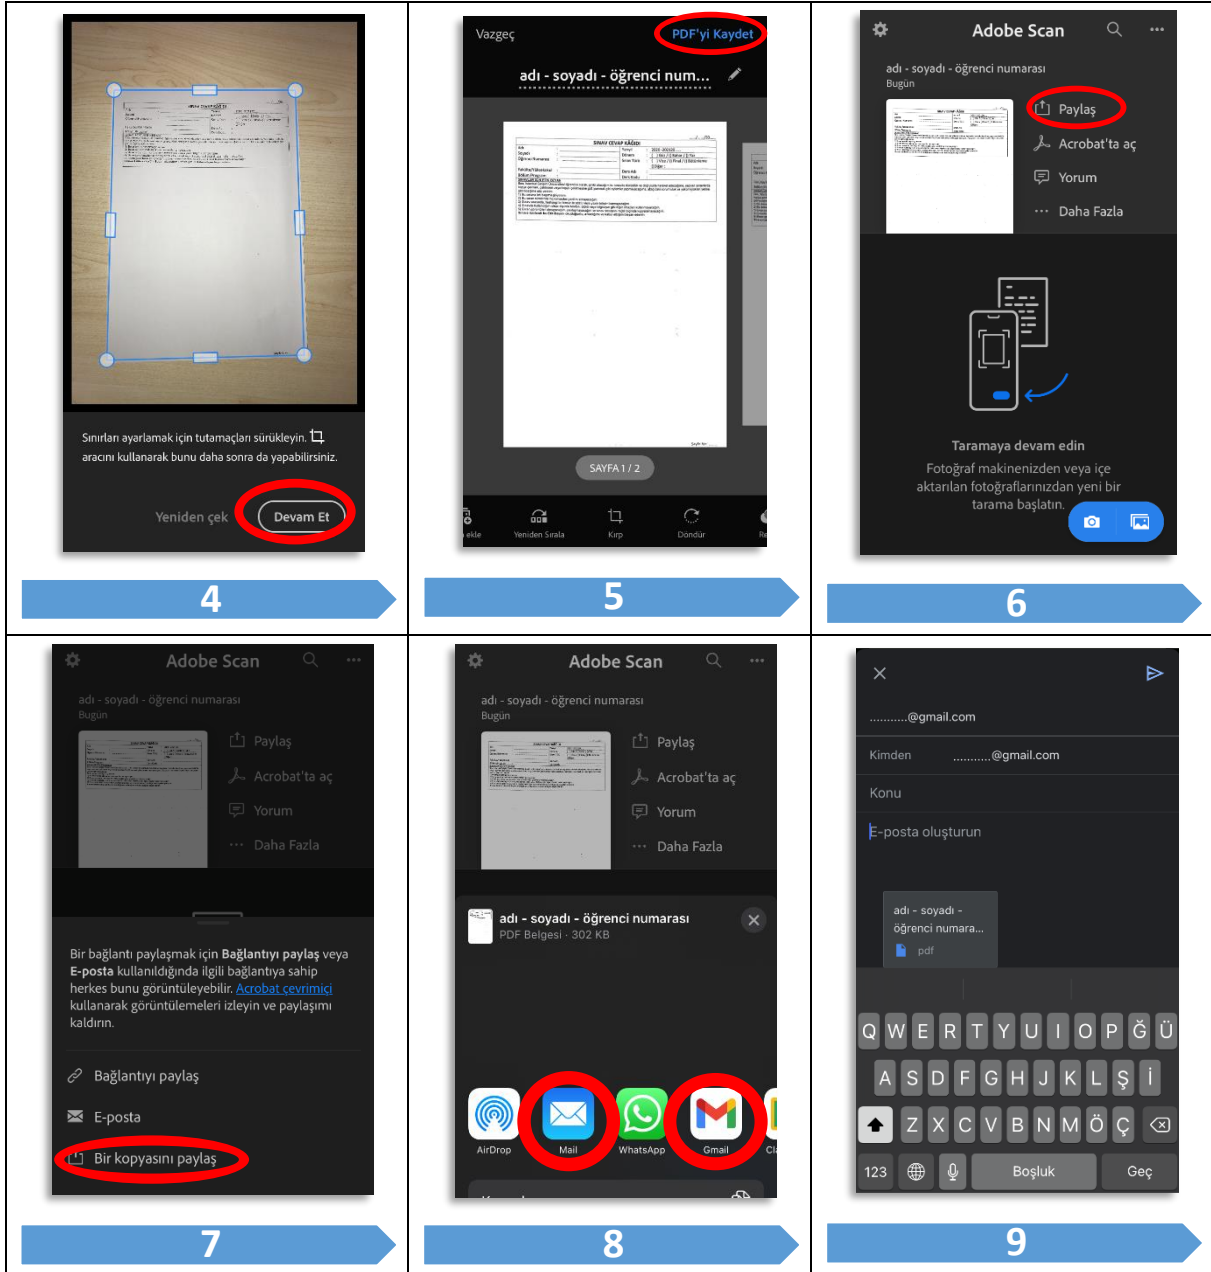 Sınırları ayarlamak için tutamaçları sürükleyin.
aracını kullanarak bunu daha sonra da yapabilirsiniz.
Yeniden çek
Devam Et
4
Vazgeç
PDF'yi Kaydet
adı - soyadı - öğrenci num...
SINAV CEVAP KÂĞIDI
SAYFA 1 / 2
ekle
Yeniden Sırala
Kırp
Döndür
Re
5
Adobe Scan
adı - soyadı - öğrenci numarası
Bugün
Paylaş
Acrobat'ta aç
Yorum
Daha Fazla
Taramaya devam edin
Fotoğraf makinenizden veya içe
aktarılan fotoğraflarınızdan yeni bir
tarama başlatın.
6
Adobe Scan
adı - soyadı - öğrenci numarası
Bugün
Paylaş
Acrobat'ta aç
Yorum
Daha Fazla
Bir bağlantı paylaşmak için Bağlantıyı paylaş veya
E-posta kullanıldığında ilgili bağlantıya sahip
herkes bunu görüntüleyebilir. Acrobat çevrimiçi
kullanarak görüntülemeleri izleyin ve paylaşımı
kaldırın.
Bağlantıyı paylaş
E-posta
Bir kopyasını paylaş
7
Adobe Scan
adı - soyadı - öğrenci numarası
Bugün
Paylaş
Acrobat'ta aç
Yorum
Daha Fazla
adı - soyadı - öğrenci numarası
PDF Belgesi · 302 KB
AirDrop
Mail
WhatsApp
Gmail
8
...........@gmail.com
Kimden ...........@gmail.com
Konu
E-posta oluşturun
adı - soyadı -
öğrenci numara...
pdf
Q W E R T Y U I O P Ğ Ü
A S D F G H J K L Ş İ
Z X C V B N M Ö Ç
123 Boşluk Geç
9